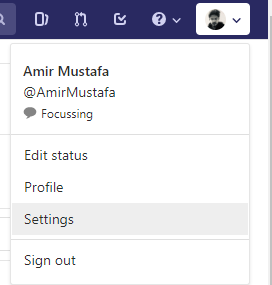 Amir Mustafa
@AmirMustafa
Focussing
Edit status
Profile
Settings
Sign out